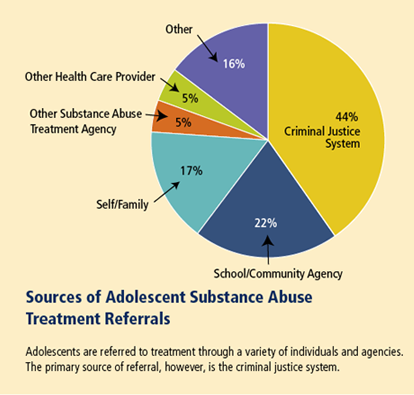 Other
16%
Other Health Care Provider
5%
44%
Criminal Justice
System
Other Substance Abuse
Treatment Agency
5%
17%
Self/Family
22%
School/Community Agency
Sources of Adolescent Substance Abuse
Treatment Referrals
Adolescents are referred to treatment through a variety of individuals and agencies.
The primary source of referral, however, is the criminal justice system.